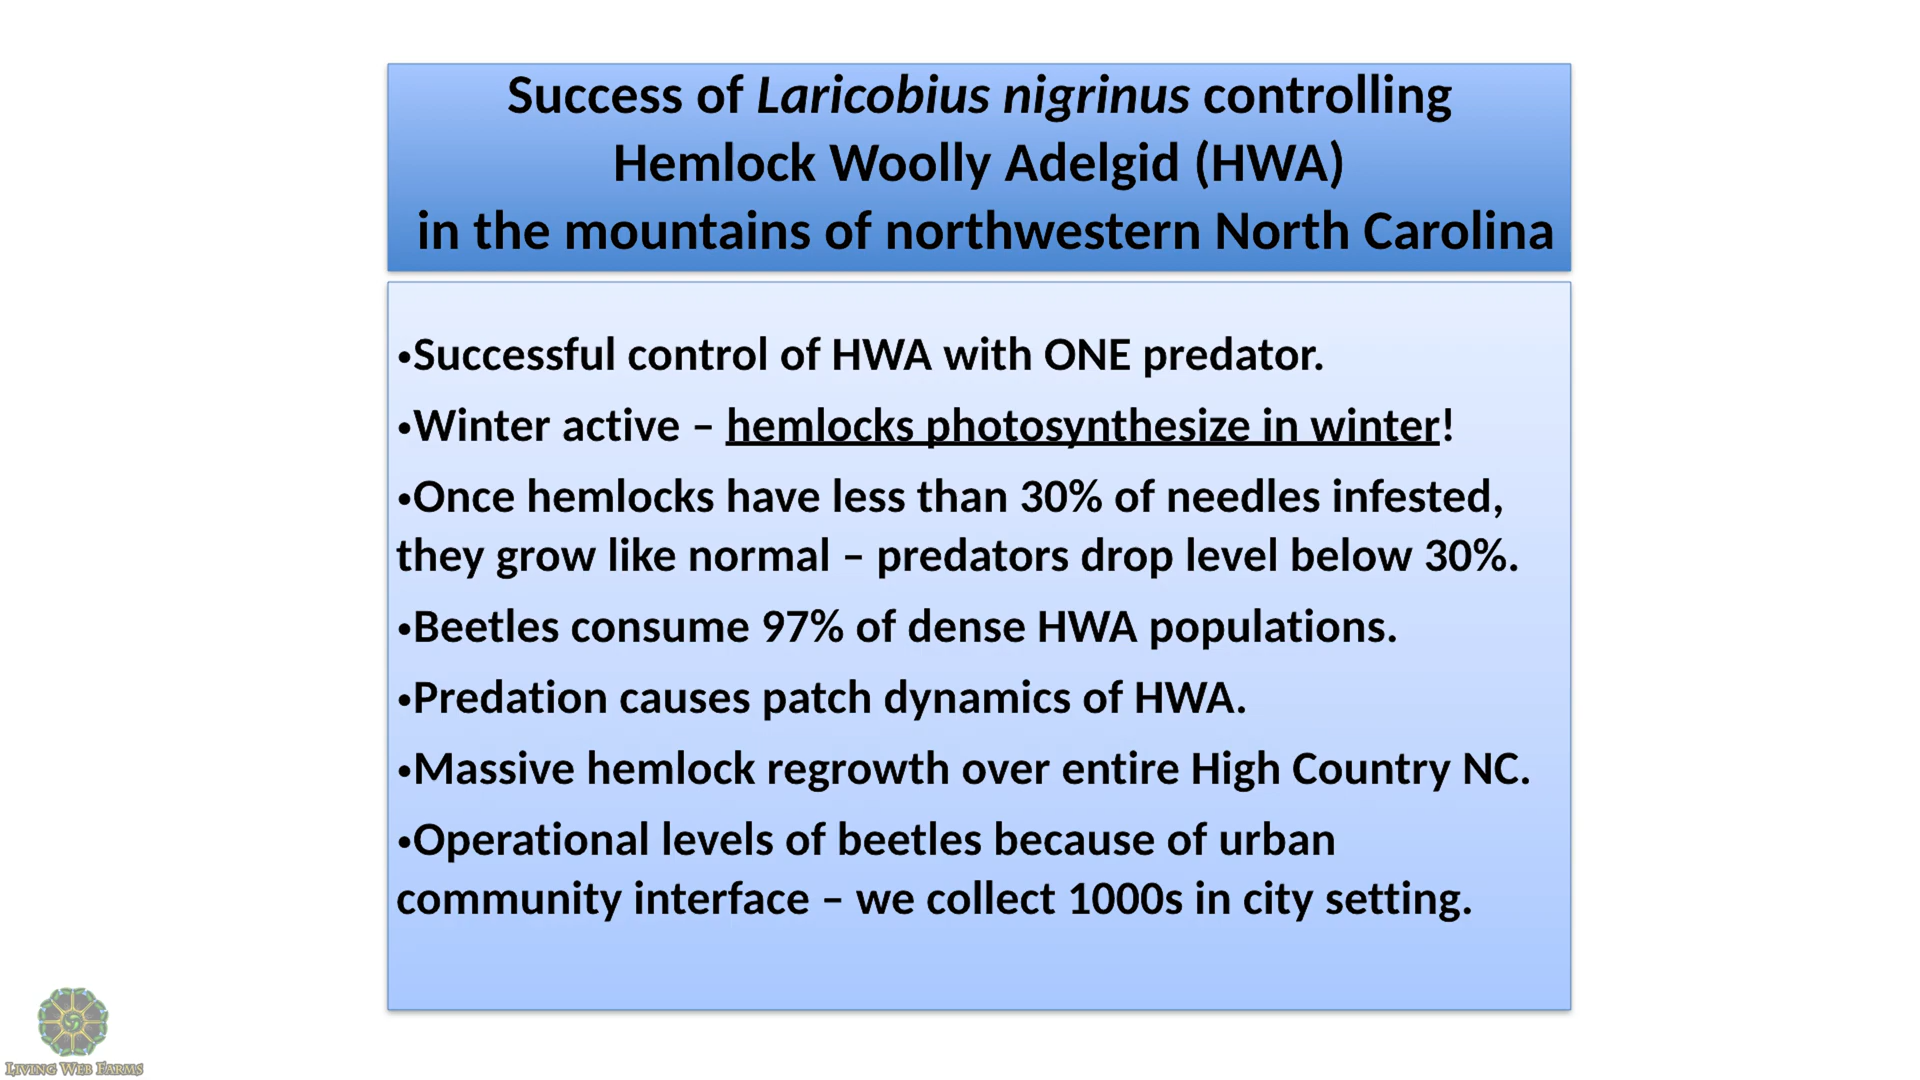 Success of Laricobius nigrinus controlling
Hemlock Woolly Adelgid (HWA)
in the mountains of northwestern North Carolina
•Successful control of HWA with ONE predator.
•Winter active – hemlocks photosynthesize in winter!
•Once hemlocks have less than 30% of needles infested,
they grow like normal – predators drop level below 30%.
•Beetles consume 97% of dense HWA populations.
•Predation causes patch dynamics of HWA.
•Massive hemlock regrowth over entire High Country NC.
•Operational levels of beetles because of urban
community interface – we collect 1000s in city setting.
Living Web Farms